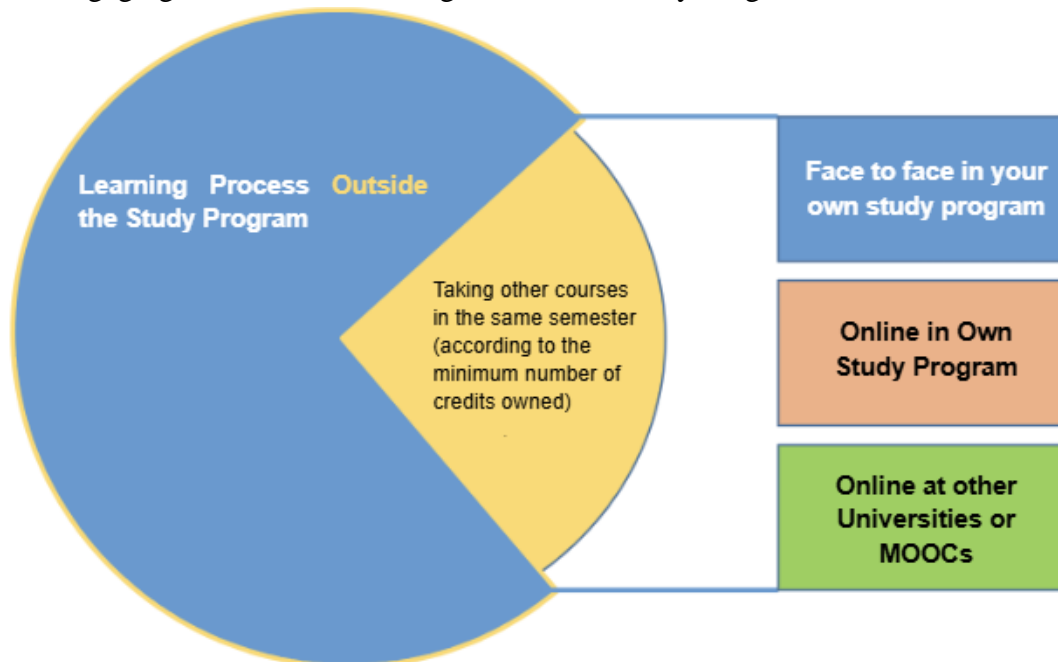 Learning Process Outside
the Study Program
Taking other courses
in the same semester
(according to the
minimum number of
credits owned)
Face to face in your
own study program
Online in Own
Study Program
Online at other
Universities or
MOOCs